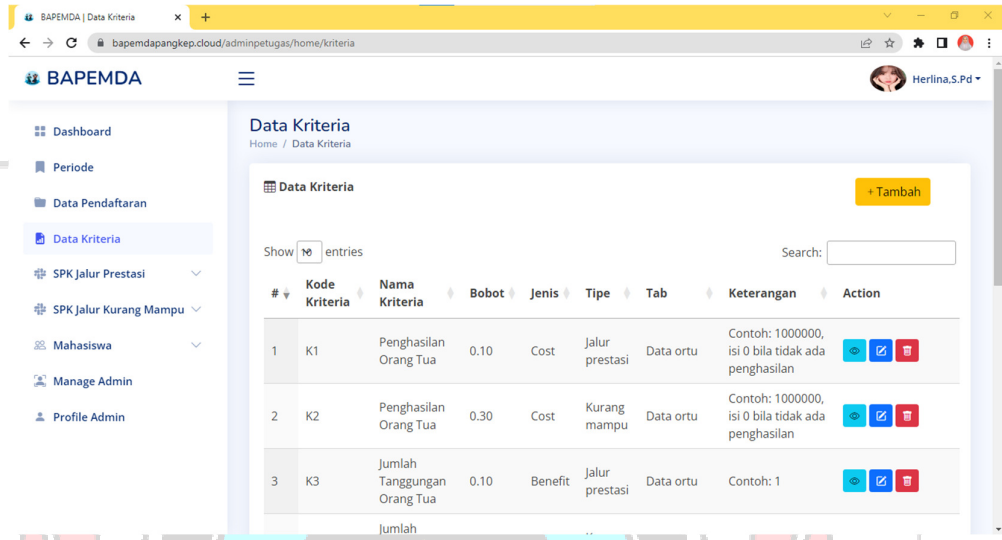 BAPEMDA | Data Kriteria
bapemdapangkep.cloud/adminpetugas/home/kriteria
BAPEMDA
Herlina,S.Pd
Dashboard
Periode
Data Pendaftaran
Data Kriteria
SPK Jalur Prestasi
SPK Jalur Kurang Mampu
Mahasiswa
Manage Admin
Profile Admin
Data Kriteria
Home / Data Kriteria
Data Kriteria
+ Tambah
Show 10 entries
Search:
# Kode Kriteria Nama Kriteria Bobot Jenis Tipe Tab Keterangan Action
1 K1 Penghasilan Orang Tua 0.10 Cost Jalur prestasi Data ortu Contoh: 1000000, isi 0 bila tidak ada penghasilan
2 K2 Penghasilan Orang Tua 0.30 Cost Kurang mampu Data ortu Contoh: 1000000, isi 0 bila tidak ada penghasilan
3 K3 Jumlah Tanggungan Orang Tua 0.10 Benefit Jalur prestasi Data ortu Contoh: 1
Jumlah